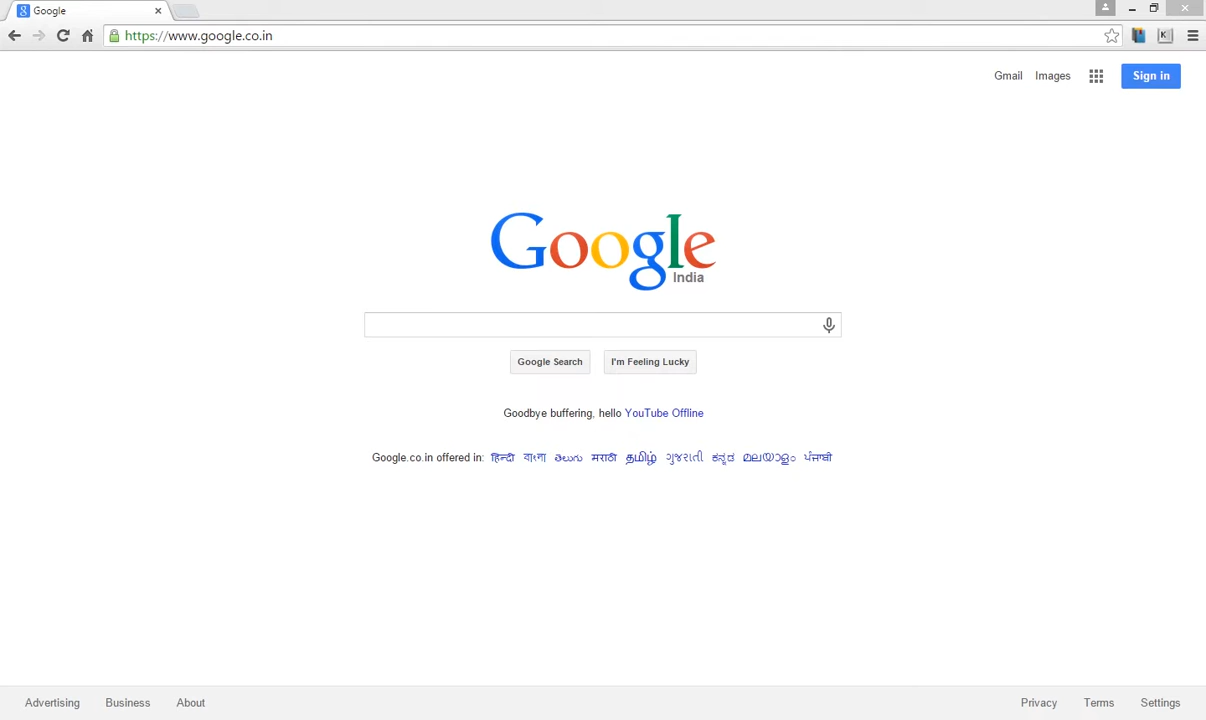 Google
https://www.google.co.in
K
Gmail Images Sign in
Google
India
Google Search I'm Feeling Lucky
Goodbye buffering, hello YouTube Offline
Google.co.in offered in: हिन्दी বাংলা తెలుగు मराठी தமிழ் ગુજરાતી ಕನ್ನಡ മലയാളം ਪੰਜਾਬੀ
Advertising Business About Privacy Terms Settings